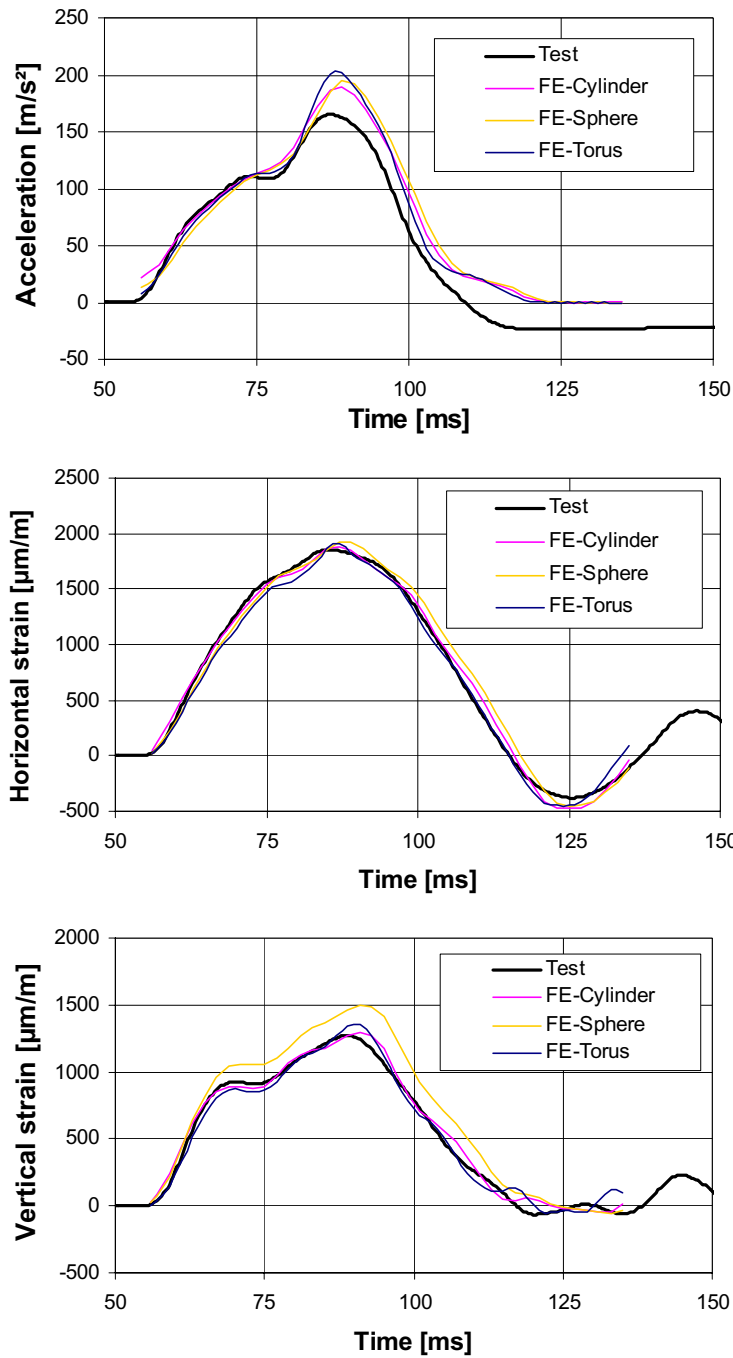 Acceleration [m/s²]
250
200
150
100
50
0
-50
Test
FE-Cylinder
FE-Sphere
FE-Torus
50
75
100
125
150
Time [ms]
Horizontal strain [µm/m]
2500
2000
1500
1000
500
0
-500
Test
FE-Cylinder
FE-Sphere
FE-Torus
50
75
100
125
150
Time [ms]
Vertical strain [µm/m]
2000
1500
1000
500
0
-500
Test
FE-Cylinder
FE-Sphere
FE-Torus
50
75
100
125
150
Time [ms]